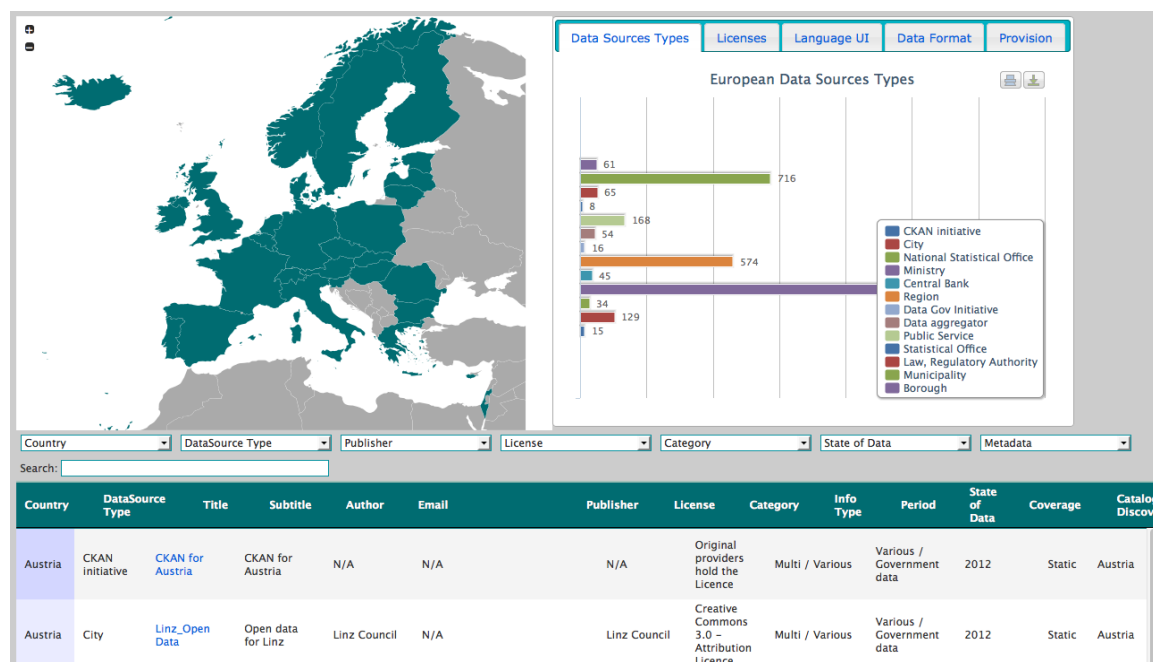 Data Sources Types Licenses Language UI Data Format Provision
European Data Sources Types
61
716
65
8
168
54
16
574
45
34
129
15
CKAN initiative
City
National Statistical Office
Ministry
Central Bank
Region
Data Gov Initiative
Data aggregator
Public Service
Statistical Office
Law, Regulatory Authority
Municipality
Borough
Country DataSource Type Publisher License Category State of Data Metadata
Search:
Country DataSource Type Title Subtitle Author Email Publisher License Category Info Type Period State of Data Coverage Catalo Discov
Austria CKAN initiative CKAN for Austria CKAN for Austria N/A N/A N/A Original providers hold the Licence Multi / Various Various / Government data 2012 Static Austria
Austria City Linz_Open Data Open data for Linz Linz Council N/A Linz Council Creative Commons 3.0 – Attribution Licence Multi / Various Various / Government data 2012 Static Austria